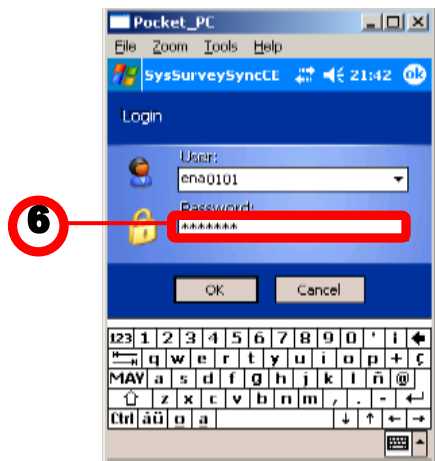 Pocket_PC
File Zoom Tools Help
SysSurveySyncCE 21:42 ok
Login
User:
ena0101
Password:
6
*******
OK Cancel
123 1 2 3 4 5 6 7 8 9 0 ' ¡
q w e r t y u i o p + ç
MAY a s d f g h j k l ñ @
z x c v b n m , . -
Ctrl áü º ª